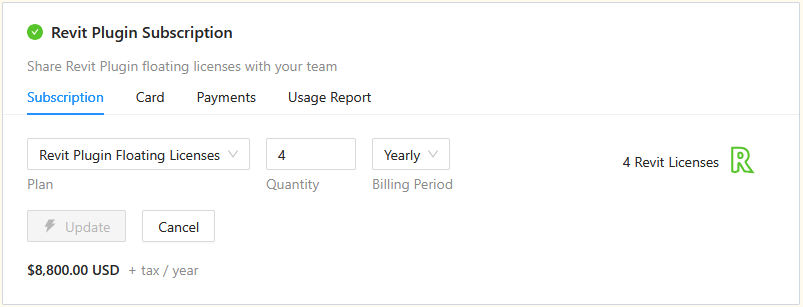 Revit Plugin Subscription
Share Revit Plugin floating licenses with your team
Subscription Card Payments Usage Report
Revit Plugin Floating Licenses 4 Yearly 4 Revit Licenses
Plan Quantity Billing Period
Update Cancel
$8,800.00 USD + tax / year